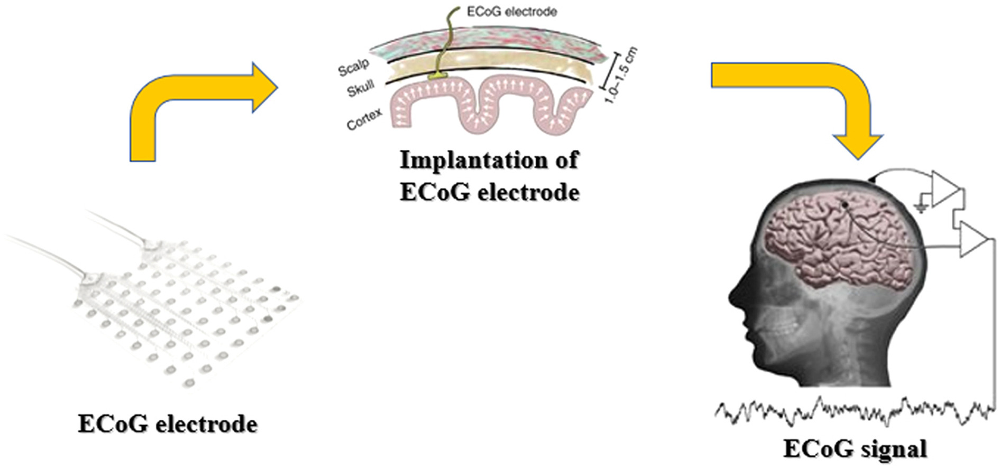 ECoG electrode
Scalp
Skull
Cortex
1.0–1.5 cm
Implantation of
ECoG electrode
ECoG electrode
ECoG signal